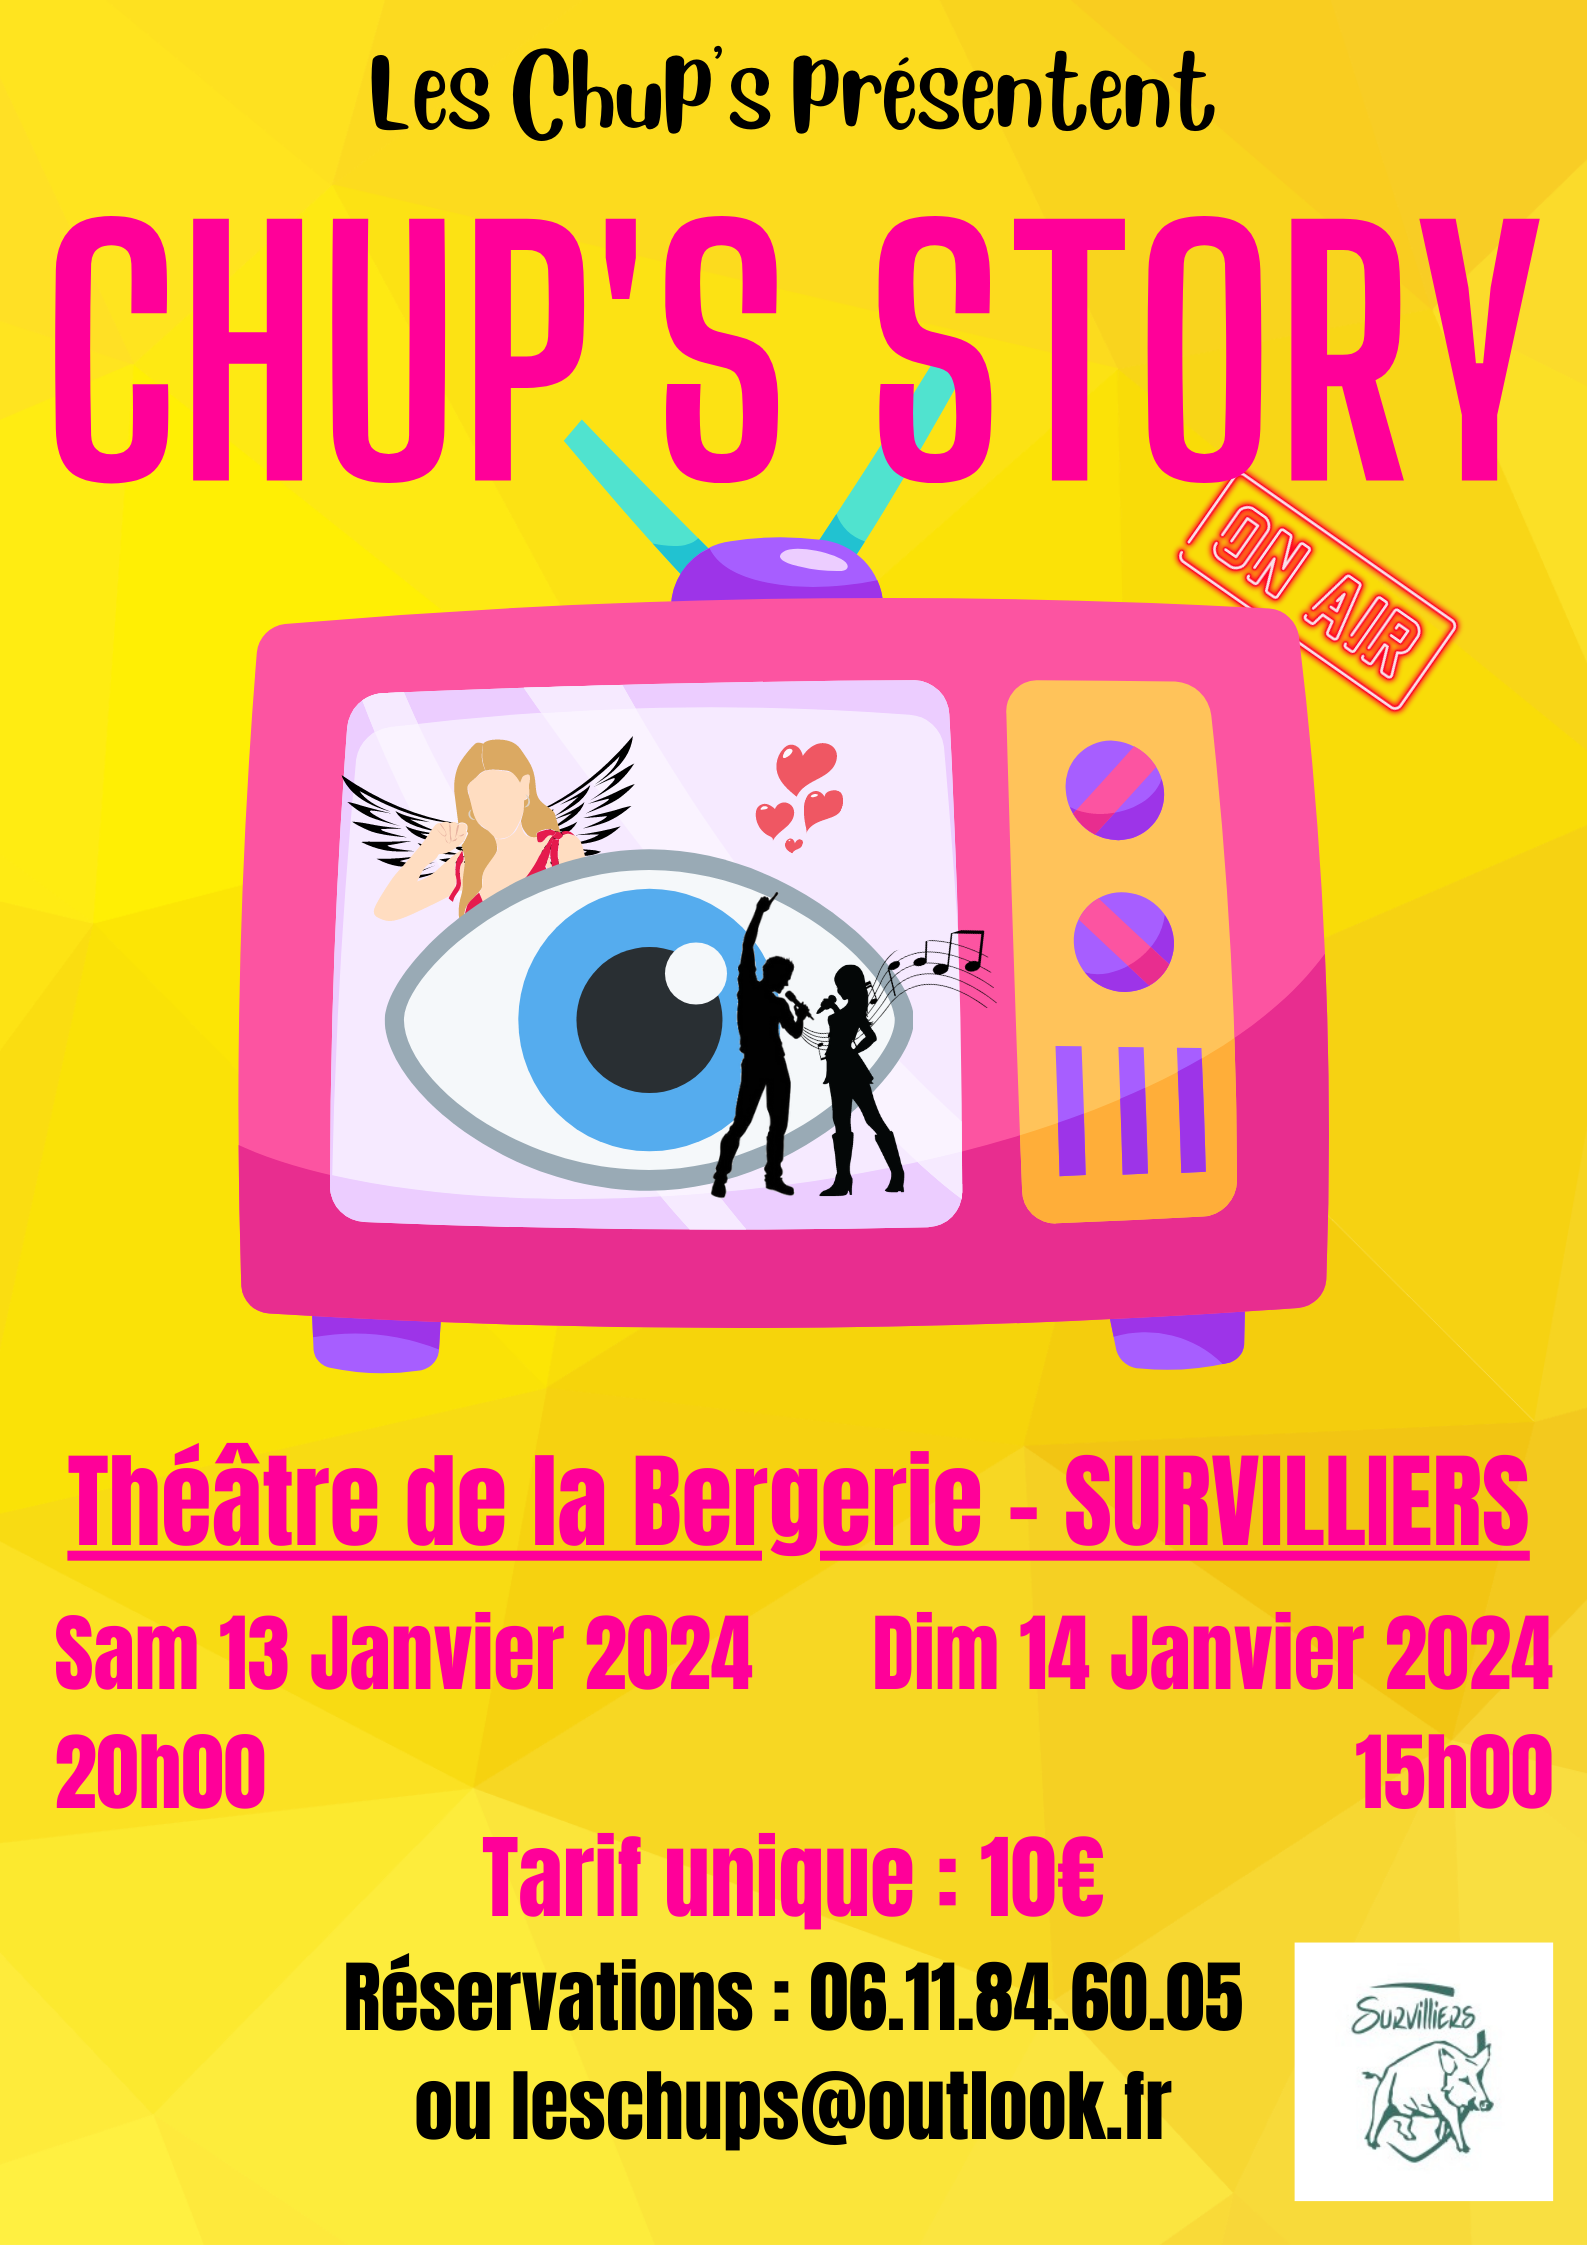 Les Chup's Présentent
CHUP'S STORY
ON AIR
Théâtre de la Bergerie - SURVILLIERS
Sam 13 Janvier 2024
20h00
Dim 14 Janvier 2024
15h00
Tarif unique : 10€
Réservations : 06.11.84.60.05
ou leschups@outlook.fr
SURVILLIERS